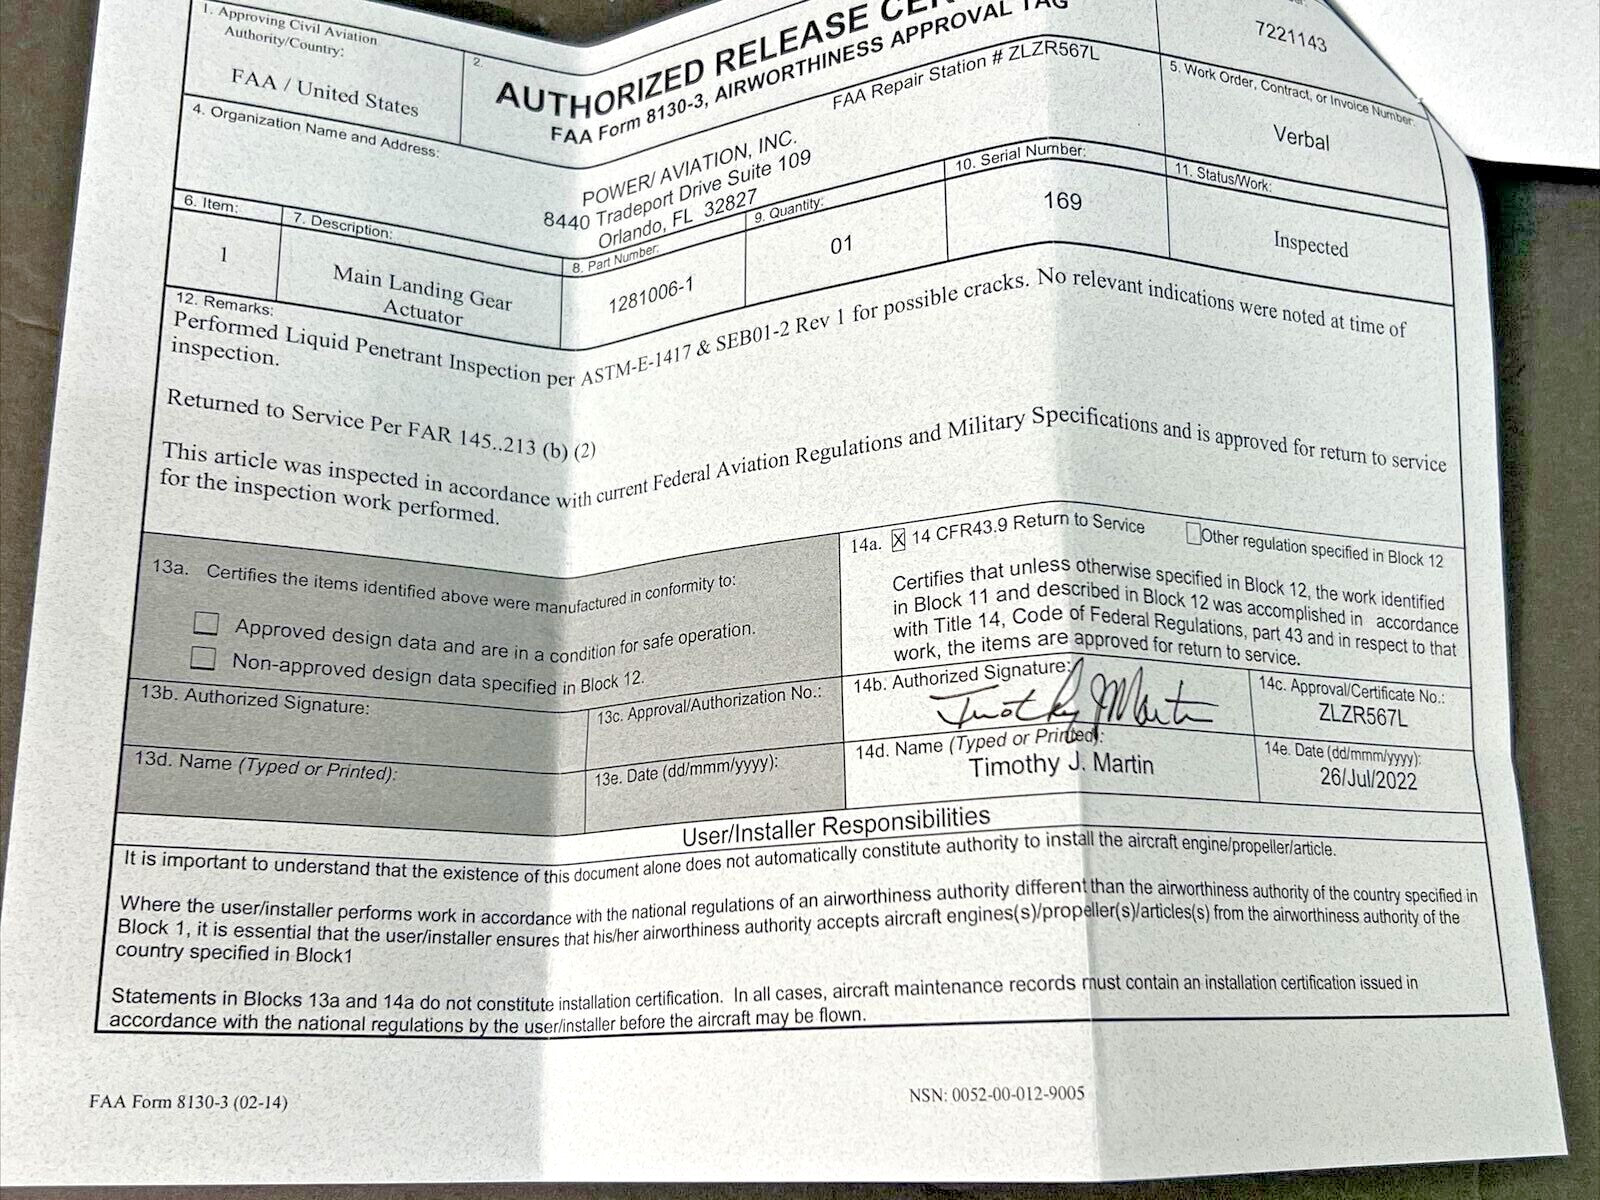 1. Approving Civil Aviation
Authority/Country:
FAA / United States
2.
AUTHORIZED RELEASE
FAA Form 8130-3, AIRWORTHINESS APPROVAL TAG
7221143
4. Organization Name and Address:
FAA Repair Station # ZLZR567L
POWER/ AVIATION, INC.
8440 Tradeport Drive Suite 109
Orlando, FL 32827
5. Work Order, Contract, or Invoice Number:
Verbal
6. Item:
1
7. Description:
Main Landing Gear
Actuator
8. Part Number:
1281006-1
9. Quantity:
01
10. Serial Number:
169
11. Status/Work:
Inspected
12. Remarks:
Performed Liquid Penetrant Inspection per ASTM-E-1417 & SEB01-2 Rev 1 for possible cracks. No relevant indications were noted at time of
inspection.
Returned to Service Per FAR 145..213 (b) (2)
This article was inspected in accordance with current Federal Aviation Regulations and Military Specifications and is approved for return to service
for the inspection work performed.
13a. Certifies the items identified above were manufactured in conformity to:
Approved design data and are in a condition for safe operation.
Non-approved design data specified in Block 12.
13b. Authorized Signature:
13c. Approval/Authorization No.:
13d. Name (Typed or Printed):
13e. Date (dd/mmm/yyyy):
14a. X 14 CFR43.9 Return to Service
Other regulation specified in Block 12
Certifies that unless otherwise specified in Block 12, the work identified
in Block 11 and described in Block 12 was accomplished in accordance
with Title 14, Code of Federal Regulations, part 43 and in respect to that
work, the items are approved for return to service.
14b. Authorized Signature:
Timothy J Martin
14c. Approval/Certificate No.:
ZLZR567L
14d. Name (Typed or Printed):
Timothy J. Martin
14e. Date (dd/mmm/yyyy):
26/Jul/2022
User/Installer Responsibilities
It is important to understand that the existence of this document alone does not automatically constitute authority to install the aircraft engine/propeller/article.
Where the user/installer performs work in accordance with the national regulations of an airworthiness authority different than the airworthiness authority of the country specified in
Block 1, it is essential that the user/installer ensures that his/her airworthiness authority accepts aircraft engines(s)/propeller(s)/articles(s) from the airworthiness authority of the
country specified in Block1
Statements in Blocks 13a and 14a do not constitute installation certification. In all cases, aircraft maintenance records must contain an installation certification issued in
accordance with the national regulations by the user/installer before the aircraft may be flown.
FAA Form 8130-3 (02-14)
NSN: 0052-00-012-9005